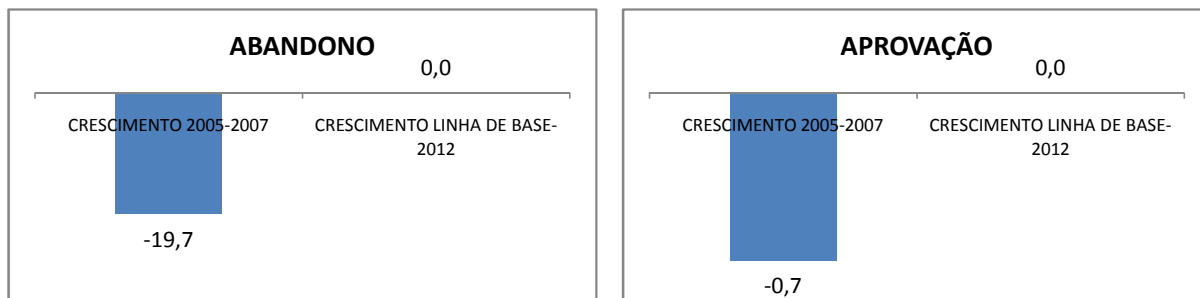 ABANDONO
0,0
CRESCIMENTO 2005-2007
CRESCIMENTO LINHA DE BASE-
2012
-19,7
APROVAÇÃO
0,0
CRESCIMENTO 2005-2007
CRESCIMENTO LINHA DE BASE-
2012
-0,7